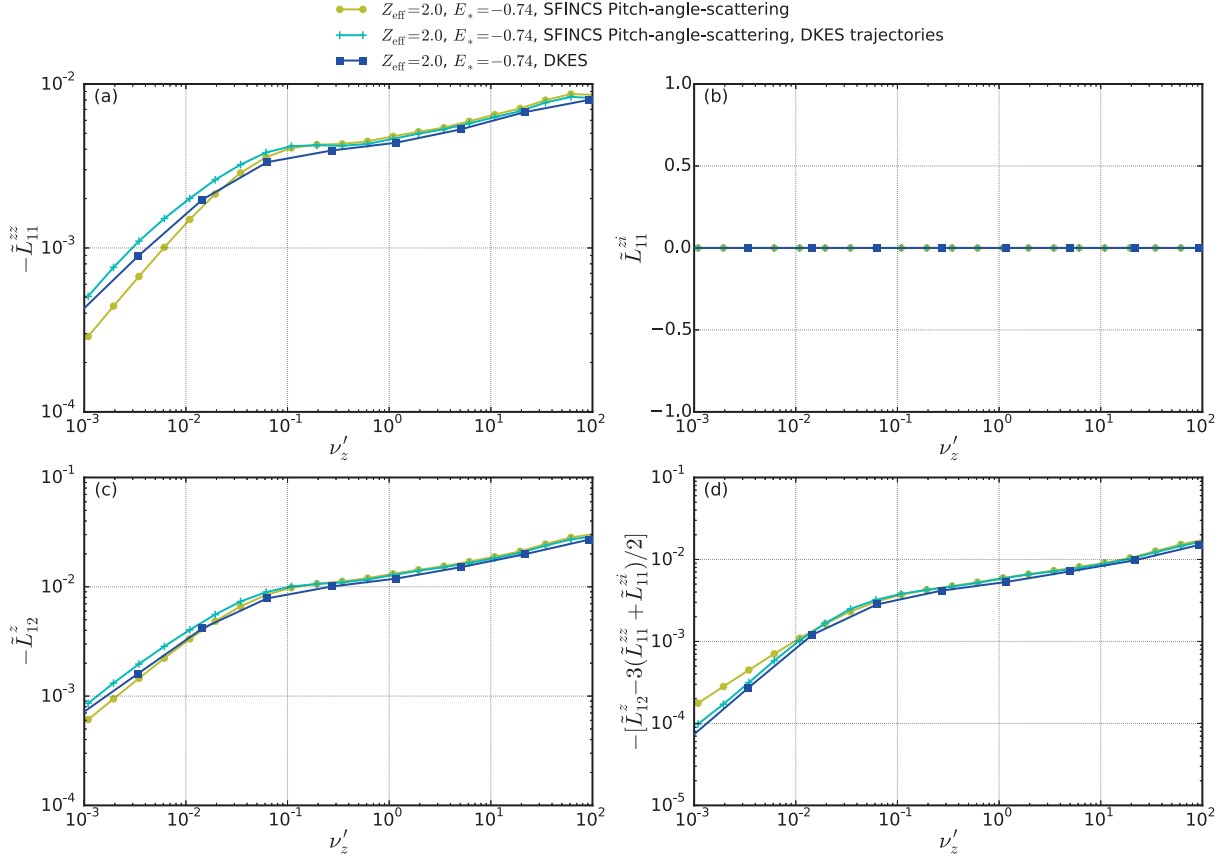 Z_eff=2.0, E_*=−0.74, SFINCS Pitch-angle-scattering
Z_eff=2.0, E_*=−0.74, SFINCS Pitch-angle-scattering, DKES trajectories
Z_eff=2.0, E_*=−0.74, DKES
(a)
10^-2
10^-3
10^-4
−L̃_11^zz
10^-3 10^-2 10^-1 10^0 10^1 10^2
ν_z′
(b)
1.0
0.5
0.0
−0.5
−1.0
L̃_11^zi
10^-3 10^-2 10^-1 10^0 10^1 10^2
ν_z′
(c)
10^-1
10^-2
10^-3
10^-4
−L̃_12^z
10^-3 10^-2 10^-1 10^0 10^1 10^2
ν_z′
(d)
10^-1
10^-2
10^-3
10^-4
10^-5
−[L̃_12^z−3(L̃_11^zz+L̃_11^zi)/2]
10^-3 10^-2 10^-1 10^0 10^1 10^2
ν_z′